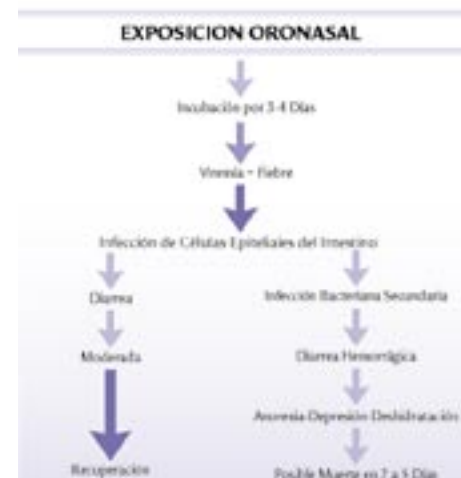 EXPOSICION ORONASAL
Incubación por 3-4 Días
Viremia - Fiebre
Infección de Células Epiteliales del Intestino
Diarrea
Infección Bacteriana Secundaria
Moderada
Diarrea Hemorrágica
Anorexia Depresión Deshidratación
Recuperación
Posible Muerte en 2 a 5 Días